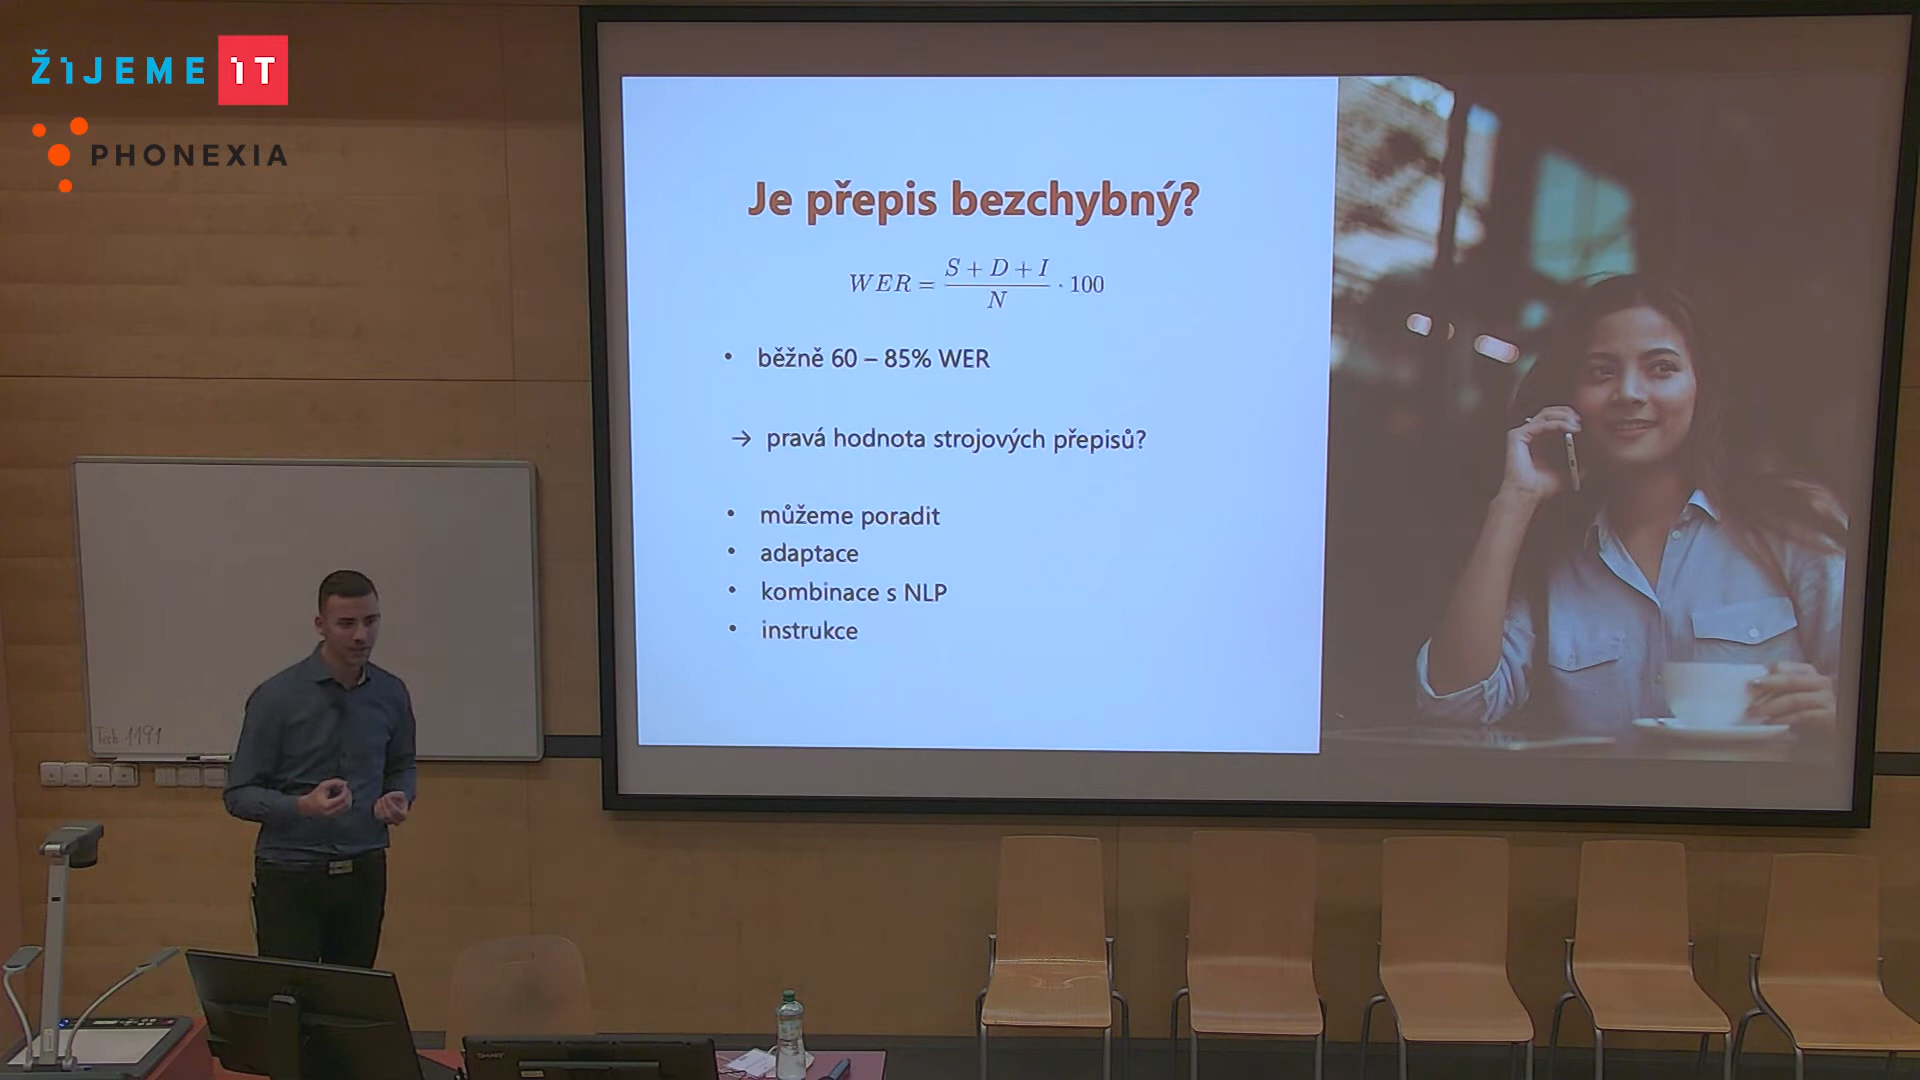 ŽIJEME IT
PHONEXIA
Je přepis bezchybný?
WER = S + D + I / N · 100
• běžně 60 – 85% WER
→ pravá hodnota strojových přepisů?
• můžeme poradit
• adaptace
• kombinace s NLP
• instrukce